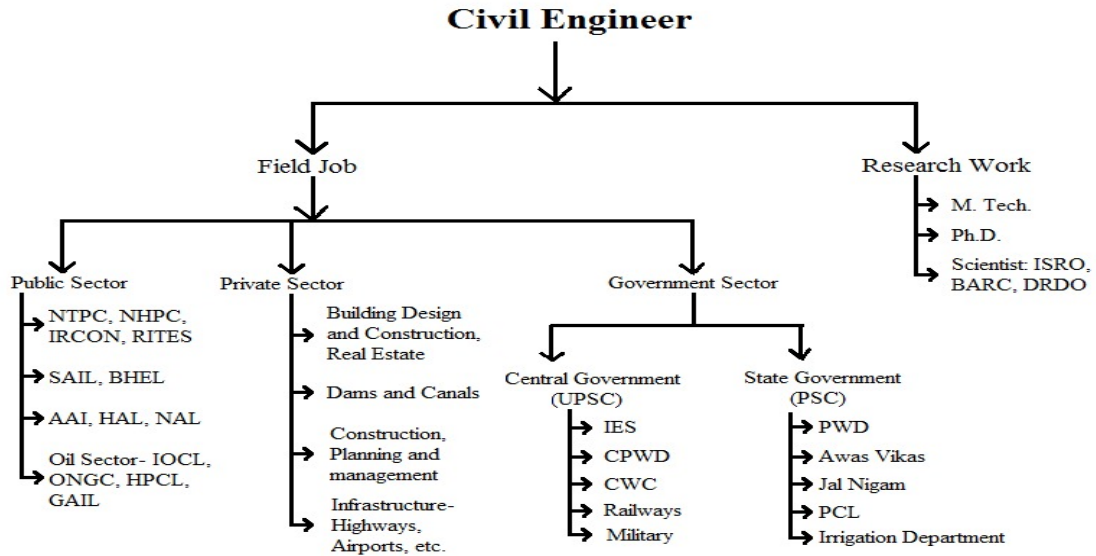 Civil Engineer
Field Job
Research Work
M. Tech.
Ph.D.
Scientist: ISRO,
BARC, DRDO
Public Sector
NTPC, NHPC,
IRCON, RITES
SAIL, BHEL
AAI, HAL, NAL
Oil Sector- IOCL,
ONGC, HPCL,
GAIL
Private Sector
Building Design
and Construction,
Real Estate
Dams and Canals
Construction,
Planning and
management
Infrastructure-
Highways,
Airports, etc.
Government Sector
Central Government
(UPSC)
IES
CPWD
CWC
Railways
Military
State Government
(PSC)
PWD
Awas Vikas
Jal Nigam
PCL
Irrigation Department